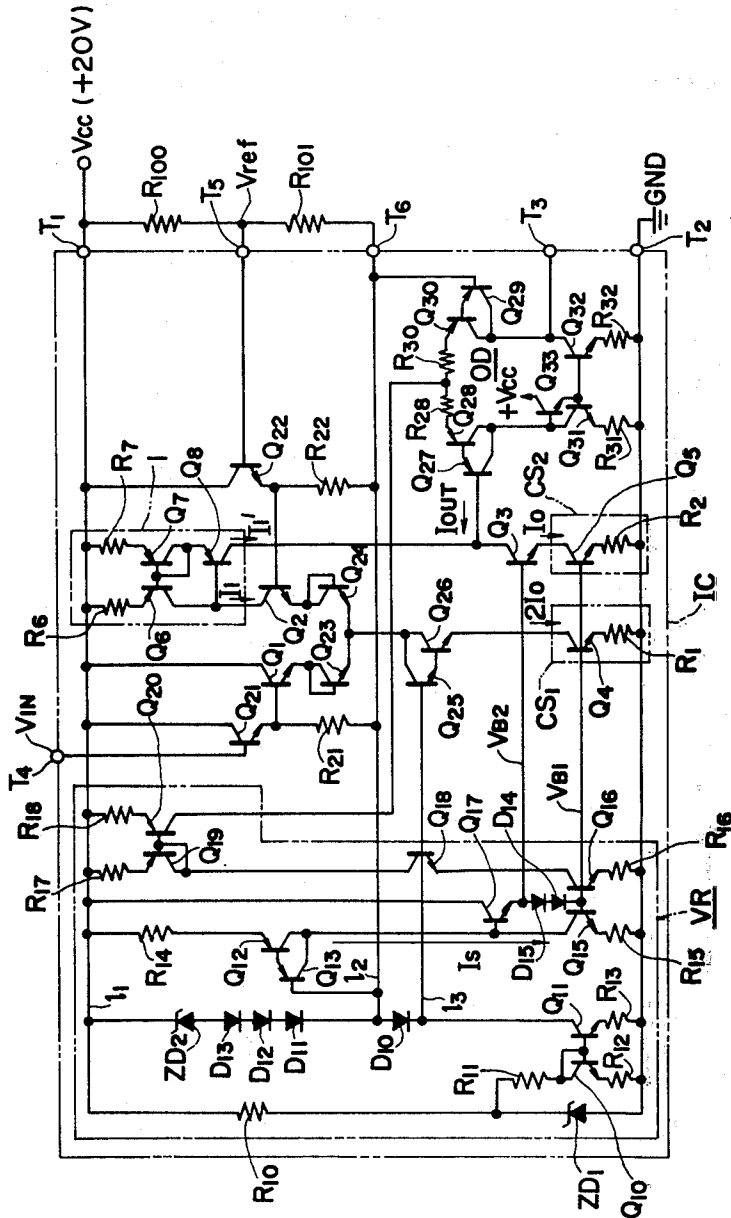 Vcc (+20V)
T1
R100
T5
Vref
R101
T6
T3
T2
GND
R7
1
Q7
Q8
I1'
Q22
R22
R6
Q6
I1
Q2
Q24
Q30
R30
Q29
OD
Q28
R28
Q27
+Vcc
Q33
Q32
R32
Q31
R31
IOUT
Q3
Io
CS2
Q5
R2
VIN
T4
Q20
Q21
Q1
Q23
R21
Q26
Q25
2Io
CS1
Q4
R1
IC
VB2
VB1
R18
R17
Q19
Q18
Q17
D14
D15
Q16
R16
Q15
R15
VR
R14
Q12
Q13
Is
l1
l2
l3
ZD2
D13
D12
D11
D10
Q11
R13
R12
R11
R10
ZD1
Q10